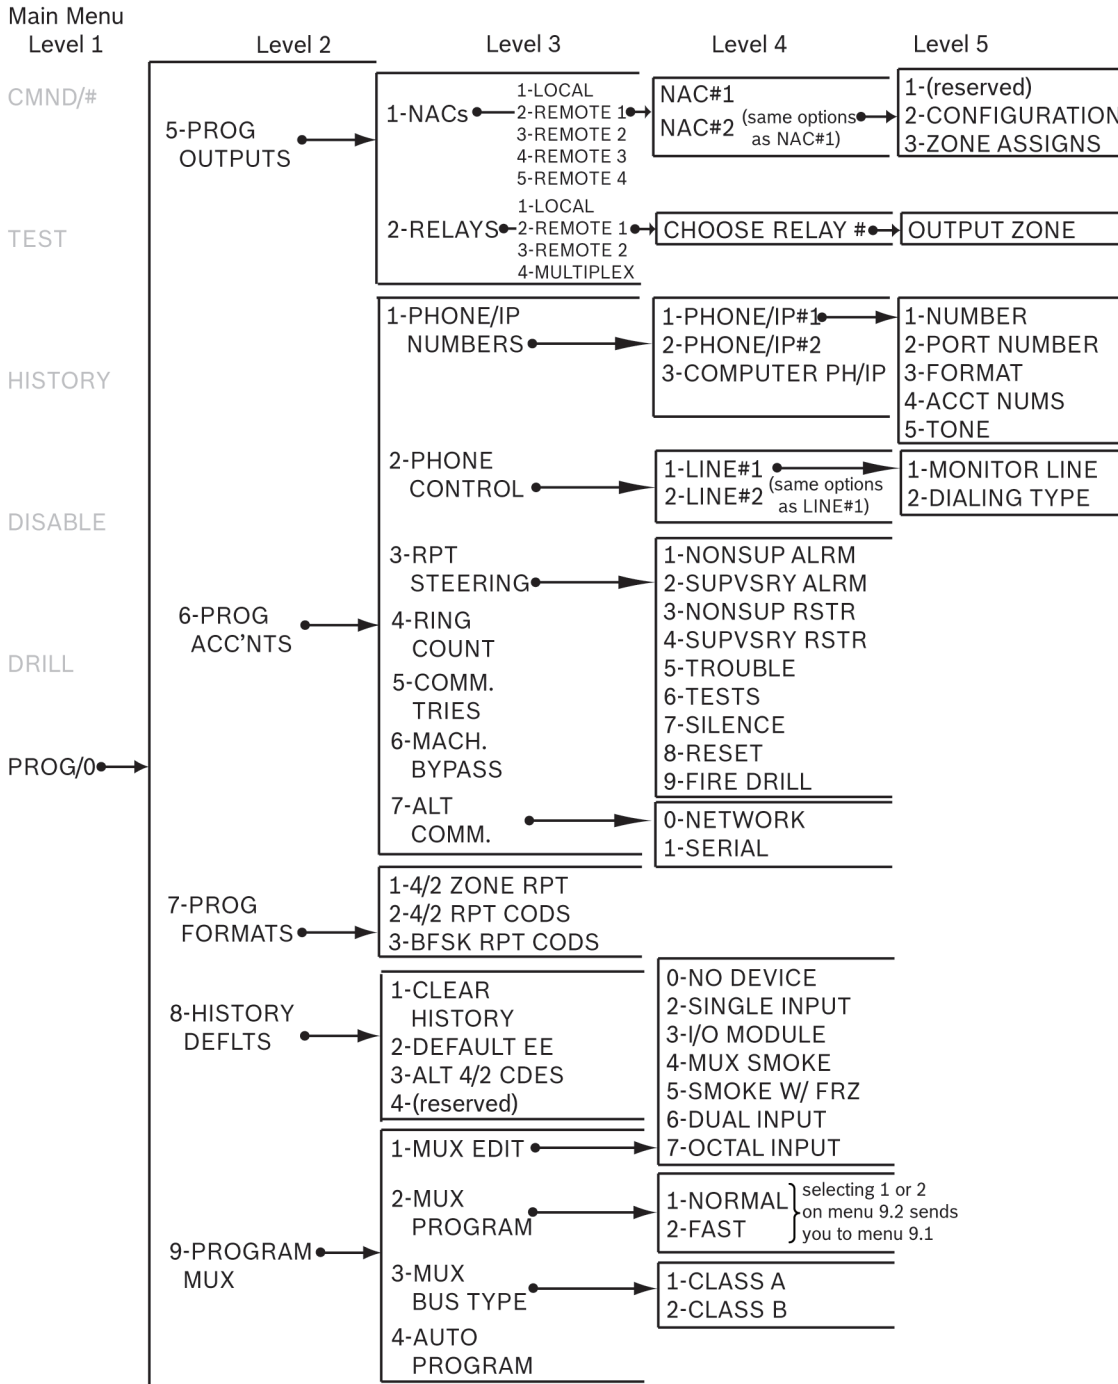 Main Menu
Level 1
Level 2
Level 3
Level 4
Level 5
CMND/#
TEST
HISTORY
DISABLE
DRILL
PROG/0
5-PROG
OUTPUTS
1-NACs
1-LOCAL
2-REMOTE 1
3-REMOTE 2
4-REMOTE 3
5-REMOTE 4
NAC#1
NAC#2
(same options
as NAC#1)
1-(reserved)
2-CONFIGURATION
3-ZONE ASSIGNS
2-RELAYS
1-LOCAL
2-REMOTE 1
3-REMOTE 2
4-MULTIPLEX
CHOOSE RELAY #
OUTPUT ZONE
6-PROG
ACC’NTS
1-PHONE/IP
NUMBERS
1-PHONE/IP#1
2-PHONE/IP#2
3-COMPUTER PH/IP
1-NUMBER
2-PORT NUMBER
3-FORMAT
4-ACCT NUMS
5-TONE
2-PHONE
CONTROL
1-LINE#1
2-LINE#2
(same options
as LINE#1)
1-MONITOR LINE
2-DIALING TYPE
3-RPT
STEERING
1-NONSUP ALRM
2-SUPVSRY ALRM
3-NONSUP RSTR
4-SUPVSRY RSTR
5-TROUBLE
6-TESTS
7-SILENCE
8-RESET
9-FIRE DRILL
4-RING
COUNT
5-COMM.
TRIES
6-MACH.
BYPASS
7-ALT
COMM.
0-NETWORK
1-SERIAL
7-PROG
FORMATS
1-4/2 ZONE RPT
2-4/2 RPT CODS
3-BFSK RPT CODS
8-HISTORY
DEFLTS
1-CLEAR
HISTORY
2-DEFAULT EE
3-ALT 4/2 CDES
4-(reserved)
9-PROGRAM
MUX
1-MUX EDIT
0-NO DEVICE
2-SINGLE INPUT
3-I/O MODULE
4-MUX SMOKE
5-SMOKE W/ FRZ
6-DUAL INPUT
7-OCTAL INPUT
2-MUX
PROGRAM
1-NORMAL
2-FAST
selecting 1 or 2
on menu 9.2 sends
you to menu 9.1
3-MUX
BUS TYPE
1-CLASS A
2-CLASS B
4-AUTO
PROGRAM